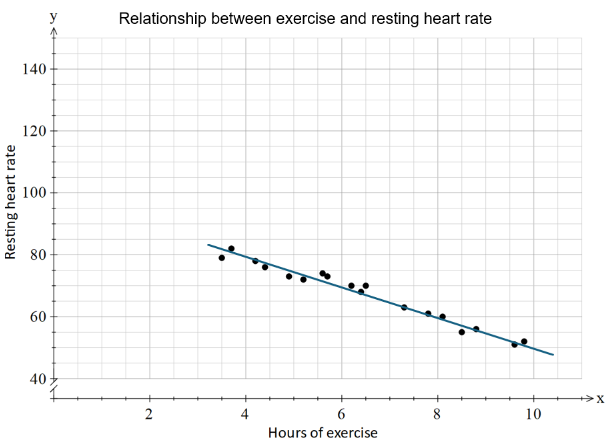 Relationship between exercise and resting heart rate
y
140
120
100
80
60
40
Resting heart rate
2 4 6 8 10
x
Hours of exercise